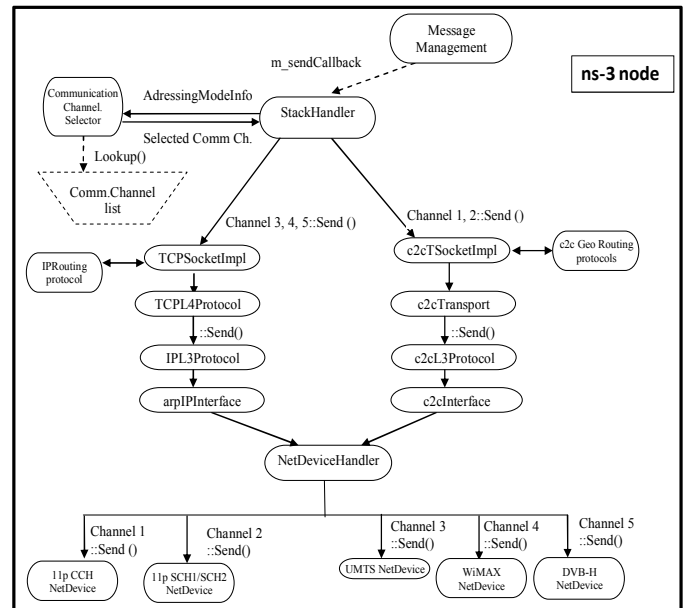 Message
Management
ns-3 node
m_sendCallback
Communication
Channel.
Selector
AdressingModeInfo
StackHandler
Selected Comm Ch.
Lookup()
Comm.Channel
list
Channel 3, 4, 5::Send ()
Channel 1, 2::Send ()
IPRouting
protocol
TCPSocketImpl
c2cTSocketImpl
c2c Geo Routing
protocols
TCPL4Protocol
c2cTransport
::Send()
::Send()
IPL3Protocol
c2cL3Protocol
arpIPInterface
c2cInterface
NetDeviceHandler
Channel 1
::Send ()
Channel 2
::Send()
Channel 3
::Send()
Channel 4
::Send()
Channel 5
::Send()
11p CCH
NetDevice
11p SCH1/SCH2
NetDevice
UMTS NetDevice
WiMAX
NetDevice
DVB-H
NetDevice